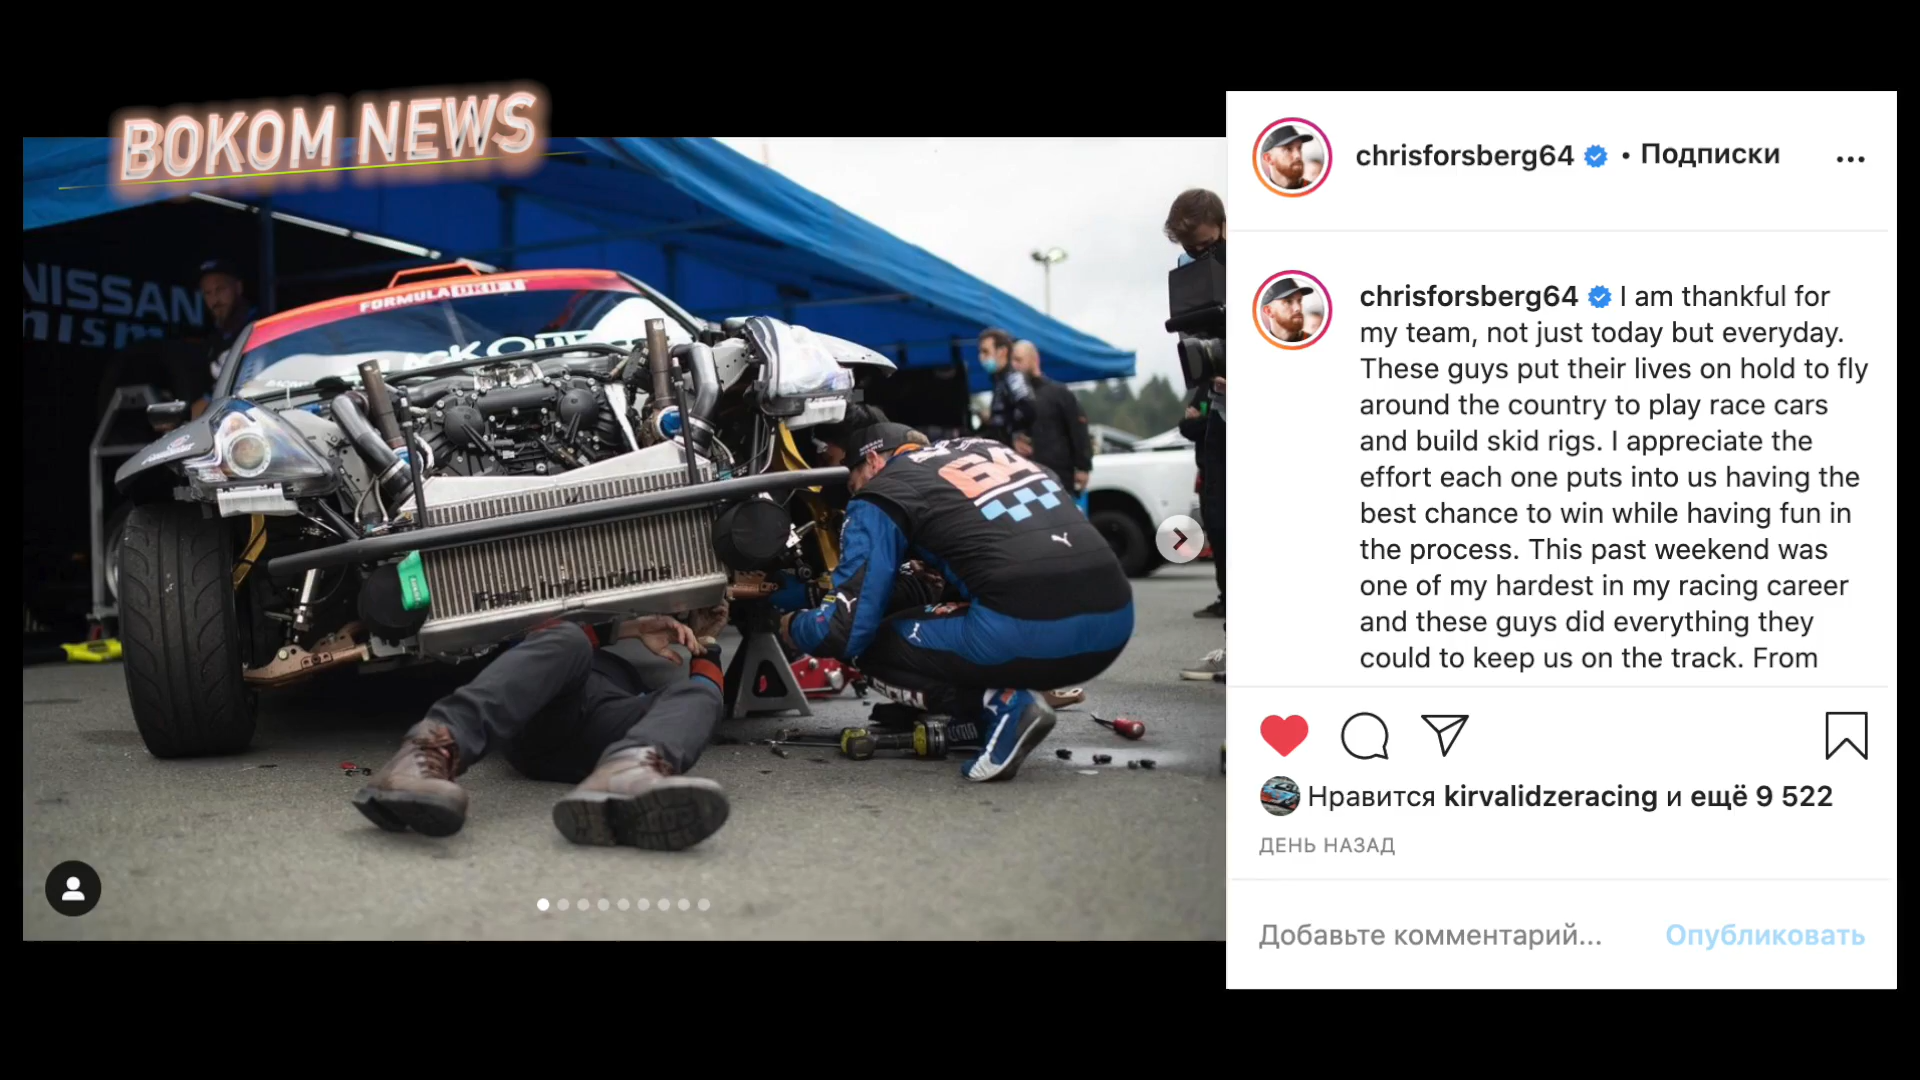 BOKOM NEWS
NISSAN
nism
FORMULA DRIFT
BLACK OUT
Fast Intentions
64
chrisforsberg64 • Подписки
chrisforsberg64 I am thankful for
my team, not just today but everyday.
These guys put their lives on hold to fly
around the country to play race cars
and build skid rigs. I appreciate the
effort each one puts into us having the
best chance to win while having fun in
the process. This past weekend was
one of my hardest in my racing career
and these guys did everything they
could to keep us on the track. From
Нравится kirvalidzeracing и ещё 9 522
ДЕНЬ НАЗАД
Добавьте комментарий...
Опубликовать